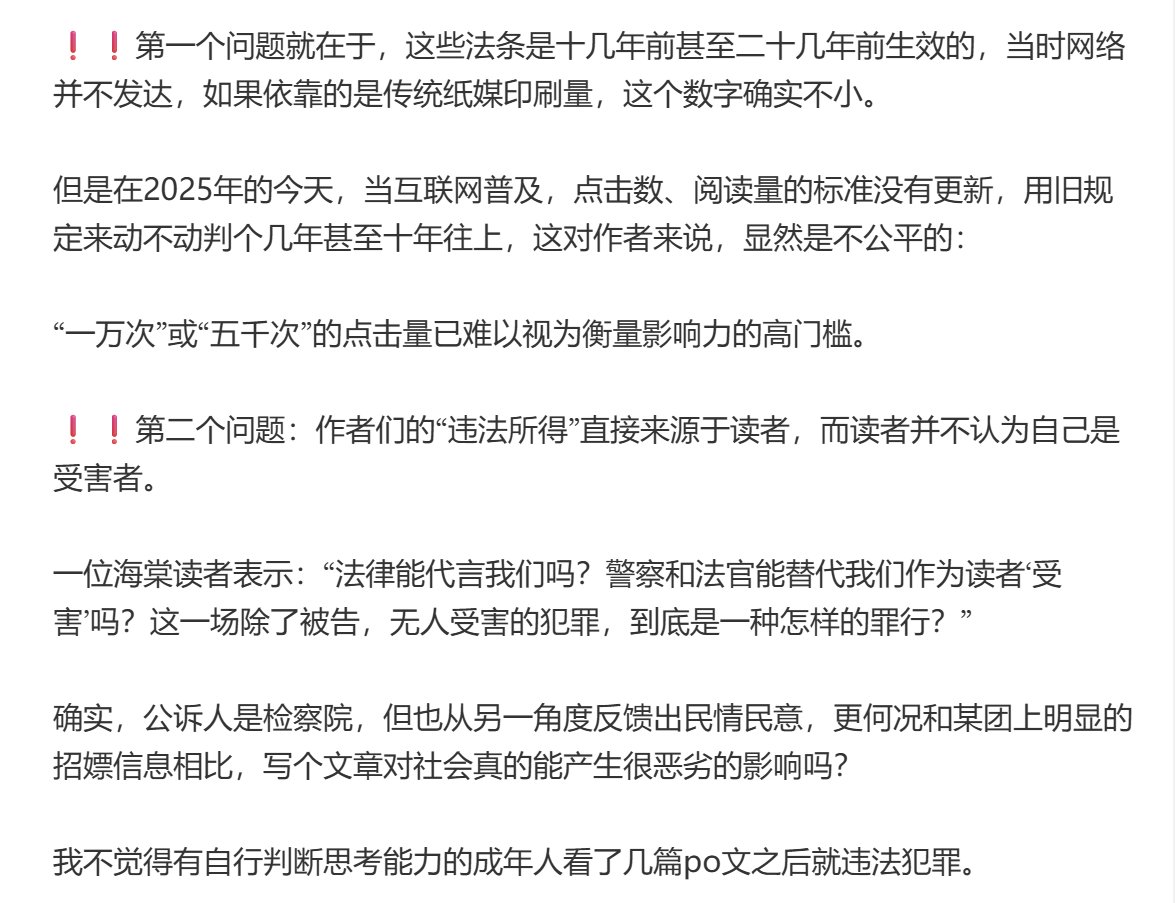 ❗❗第一个问题就在于，这些法条是十几年前甚至二十几年前生效的，当时网络
并不发达，如果依靠的是传统纸媒印刷量，这个数字确实不小。
但是在2025年的今天，当互联网普及，点击数、阅读量的标准没有更新，用旧规
定来动不动判个几年甚至十年往上，这对作者来说，显然是不公平的：
“一万次”或“五千次”的点击量已难以视为衡量影响力的高门槛。
❗❗第二个问题：作者们的“违法所得”直接来源于读者，而读者并不认为自己是
受害者。
一位海棠读者表示：“法律能代言我们吗？警察和法官能替代我们作为读者‘受
害’吗？这一场除了被告，无人受害的犯罪，到底是一种怎样的罪行？”
确实，公诉人是检察院，但也从另一角度反馈出民情民意，更何况和某团上明显的
招嫖信息相比，写个文章对社会真的能产生很恶劣的影响吗？
我不觉得有自行判断思考能力的成年人看了几篇po文之后就违法犯罪。